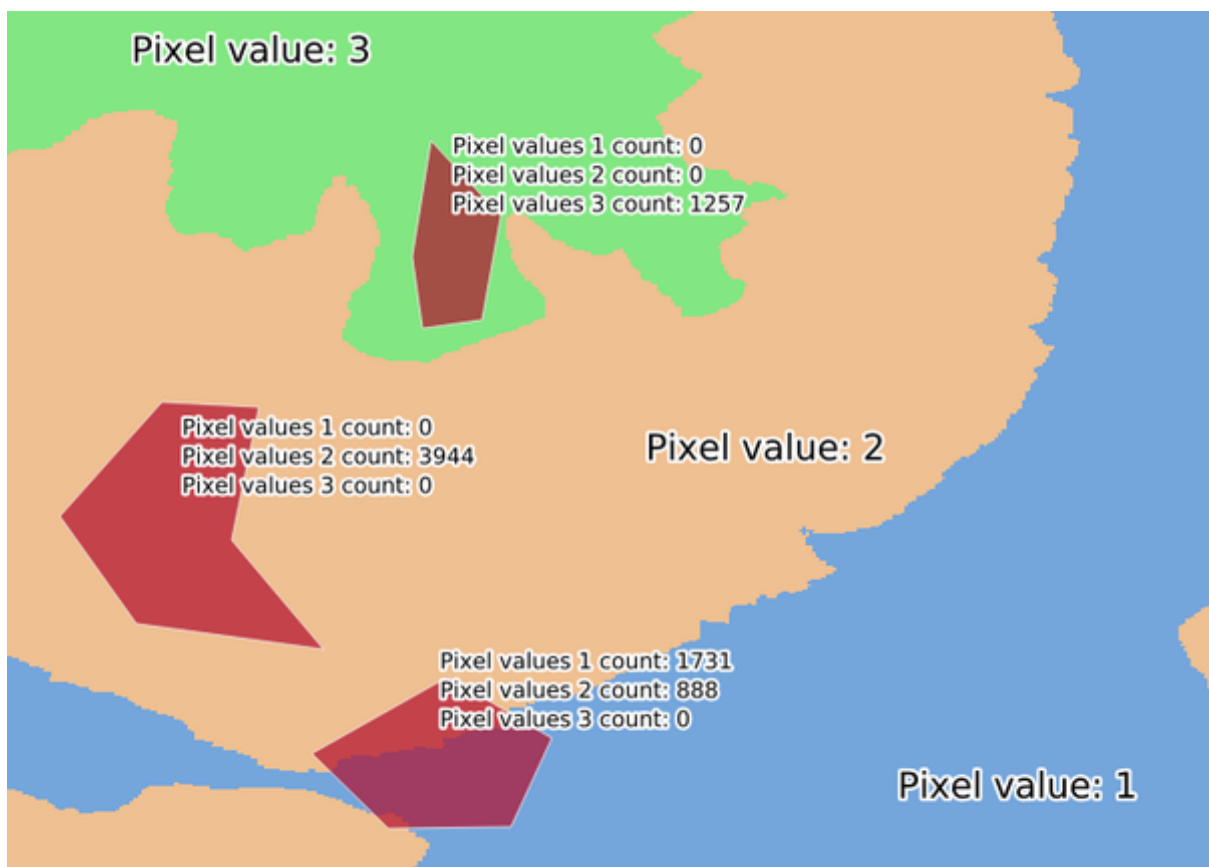 Pixel value: 3
Pixel values 1 count: 0
Pixel values 2 count: 0
Pixel values 3 count: 1257
Pixel values 1 count: 0
Pixel values 2 count: 3944
Pixel values 3 count: 0
Pixel value: 2
Pixel values 1 count: 1731
Pixel values 2 count: 888
Pixel values 3 count: 0
Pixel value: 1